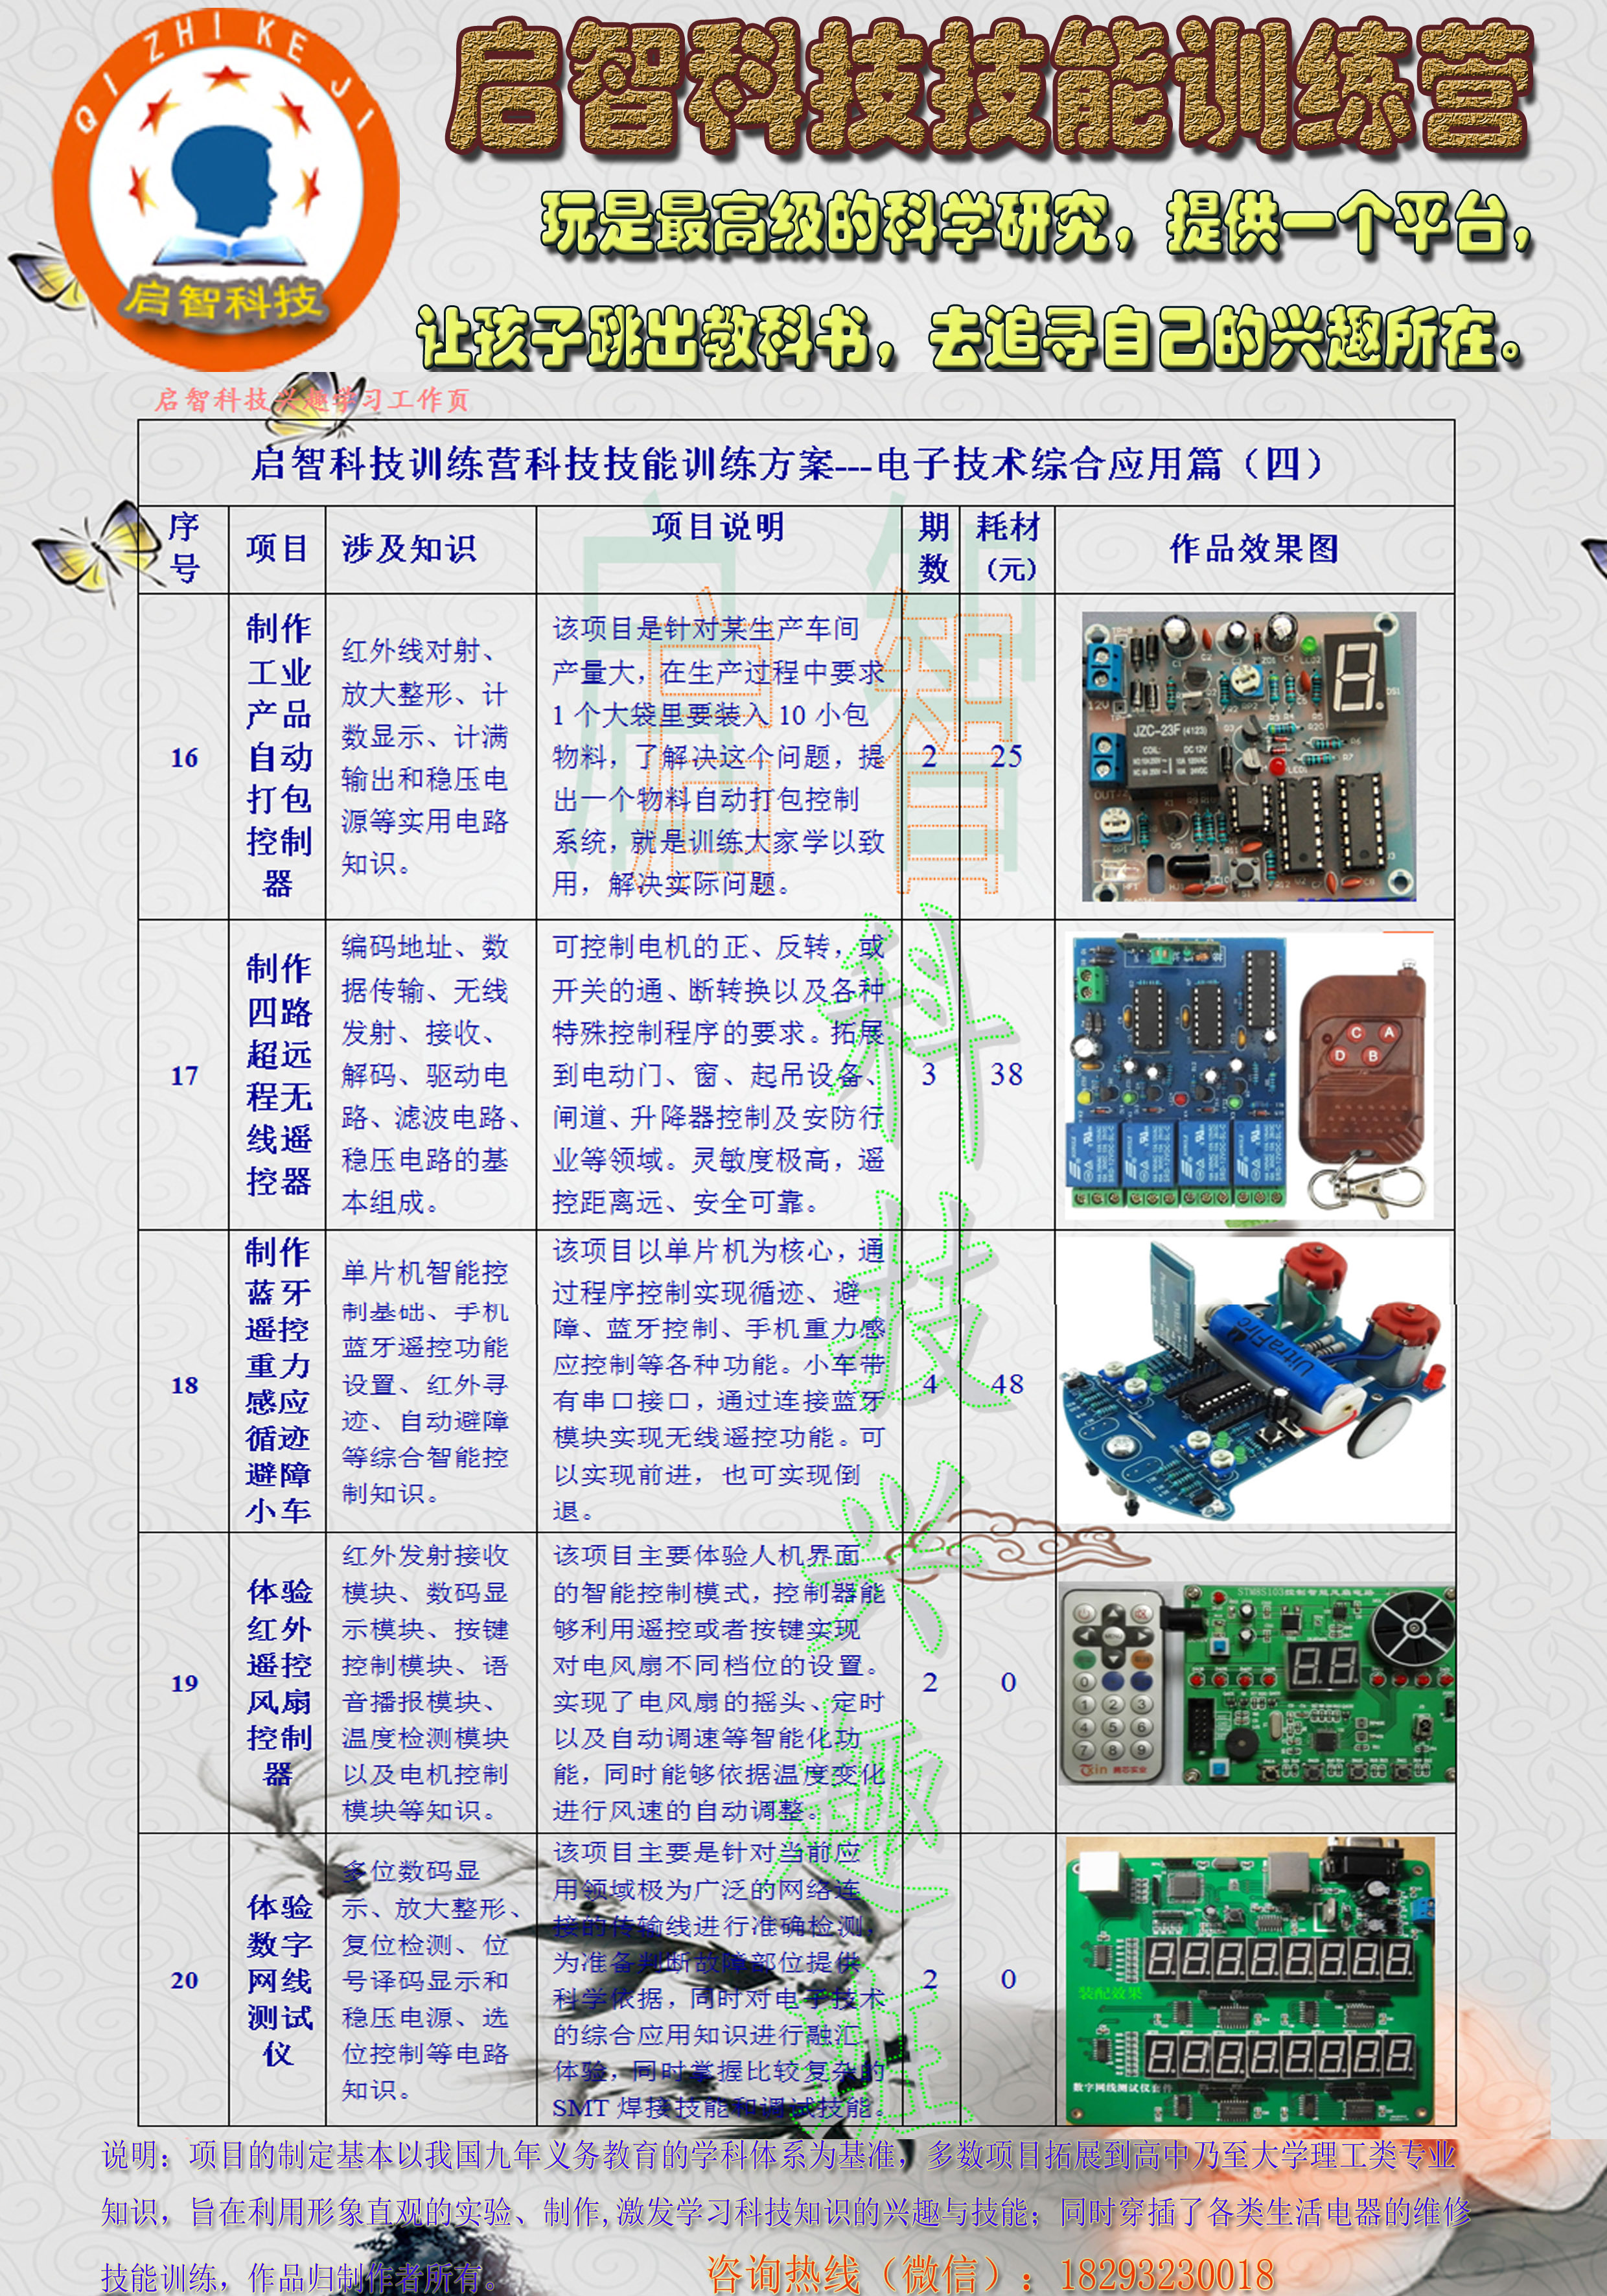 QI ZHI KE JI
启智科技
启智科技技能训练营
玩是最高级的科学研究，提供一个平台，
让孩子跳出教科书，去追寻自己的兴趣所在。
启智科技兴趣学习工作页
启智科技训练营科技技能训练方案---电子技术综合应用篇（四）
序号
项目
涉及知识
项目说明
期数
耗材（元）
作品效果图
16
制作
工业
产品
自动
打包
控制
器
红外线对射、
放大整形、计
数显示、计满
输出和稳压电
源等实用电路
知识。
该项目是针对某生产车间
产量大，在生产过程中要求
1 个大袋里要装入 10 小包
物料，了解决这个问题，提
出一个物料自动打包控制
系统，就是训练大家学以致
用，解决实际问题。
2
25
JZC-23F (4123)
COIL: DC12V
12V
OUT
17
制作
四路
超远
程无
线遥
控器
编码地址、数
据传输、无线
发射、接收、
解码、驱动电
路、滤波电路、
稳压电路的基
本组成。
可控制电机的正、反转，或
开关的通、断转换以及各种
特殊控制程序的要求。拓展
到电动门、窗、起吊设备、
闸道、升降器控制及安防行
业等领域。灵敏度极高，遥
控距离远、安全可靠。
3
38
C A
D B
18
制作
蓝牙
遥控
重力
感应
循迹
避障
小车
单片机智能控
制基础、手机
蓝牙遥控功能
设置、红外寻
迹、自动避障
等综合智能控
制知识。
该项目以单片机为核心，通
过程序控制实现循迹、避
障、蓝牙控制、手机重力感
应控制等各种功能。小车带
有串口接口，通过连接蓝牙
模块实现无线遥控功能。可
以实现前进，也可实现倒
退。
4
48
UltraFire
19
体验
红外
遥控
风扇
控制
器
红外发射接收
模块、数码显
示模块、按键
控制模块、语
音播报模块、
温度检测模块
以及电机控制
模块等知识。
该项目主要体验人机界面
的智能控制模式，控制器能
够利用遥控或者按键实现
对电风扇不同档位的设置。
实现了电风扇的摇头、定时
以及自动调速等智能化功
能，同时能够依据温度变化
进行风速的自动调整。
2
0
STM8S103控制智能风扇电路
MENU
0
1 2 3
4 5 6
7 8 9
20
体验
数字
网线
测试
仪
多位数码显
示、放大整形、
复位检测、位
号译码显示和
稳压电源、选
位控制等电路
知识。
该项目主要是针对当前应
用领域极为广泛的网络连
接的传输线进行准确检测，
为准备判断故障部位提供
科学依据，同时对电子技术
的综合应用知识进行融汇
体验，同时掌握比较复杂的
SMT 焊接技能和调试技能。
2
0
装配效果
数字网线测试仪套件
启智
启智
科技兴趣班
说明：项目的制定基本以我国九年义务教育的学科体系为基准，多数项目拓展到高中乃至大学理工类专业
知识，旨在利用形象直观的实验、制作,激发学习科技知识的兴趣与技能；同时穿插了各类生活电器的维修
技能训练，作品归制作者所有。
咨询热线（微信）：18293230018